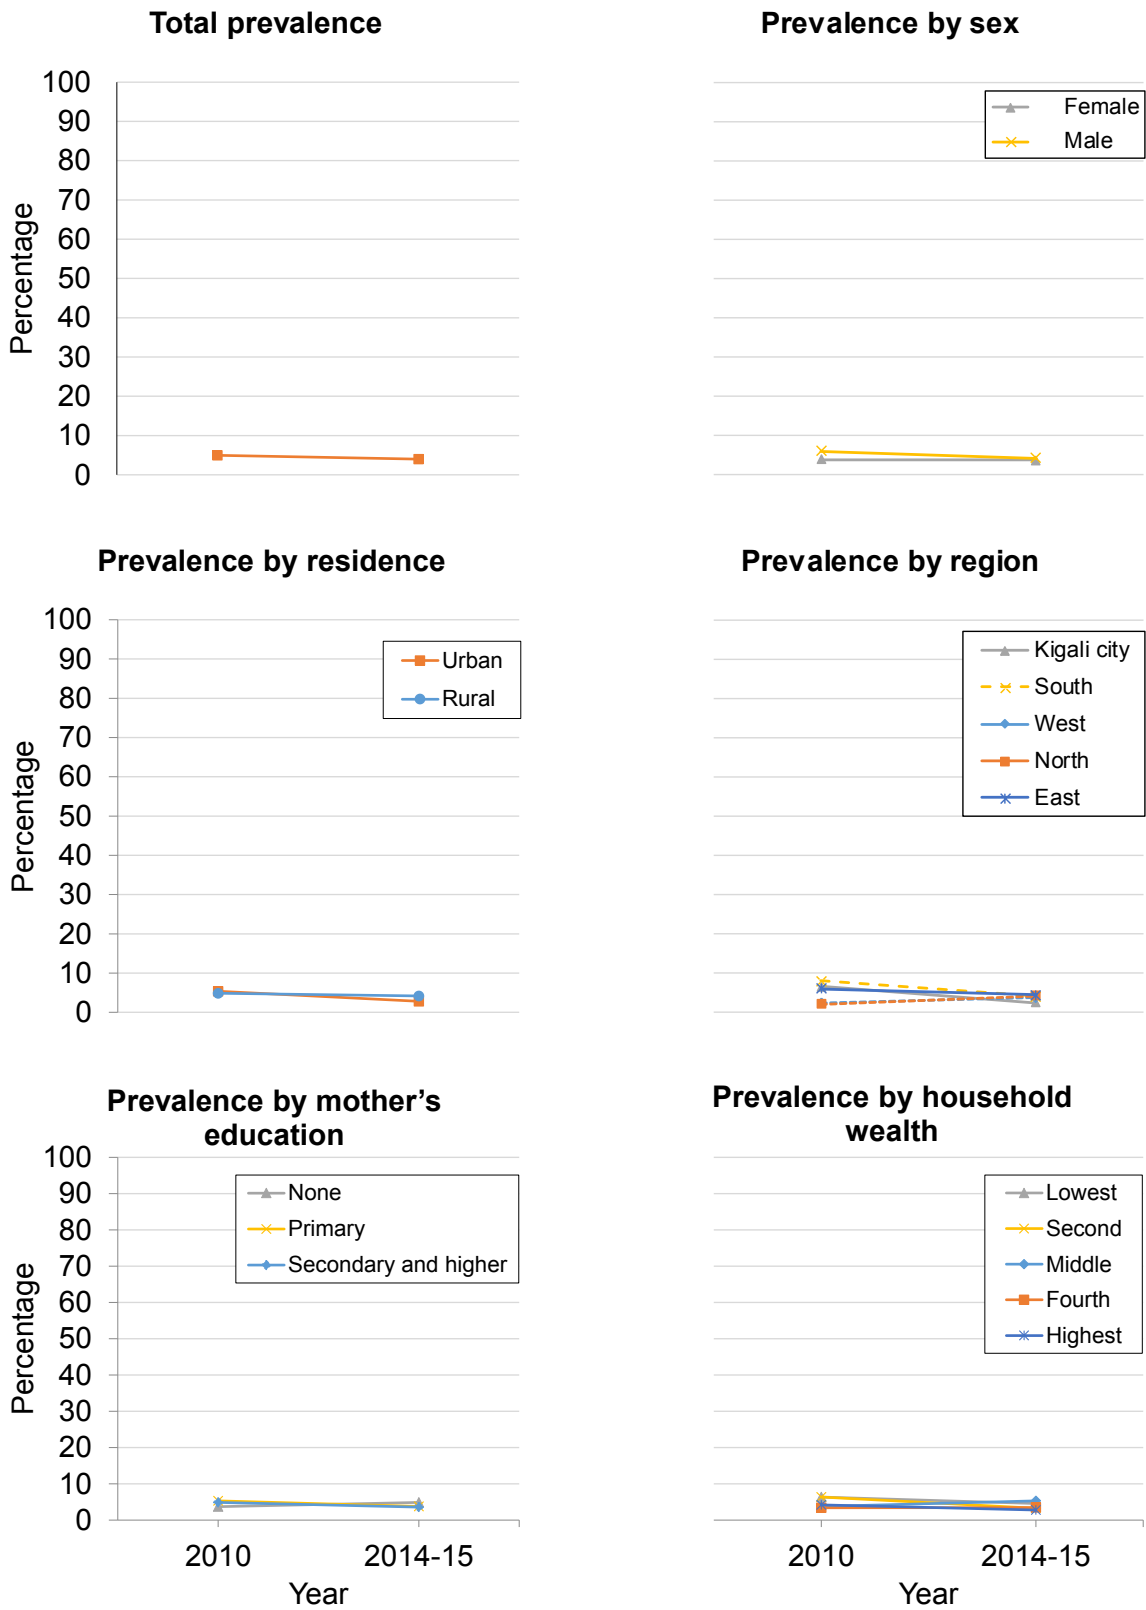 Total prevalence
100
90
80
70
60
50
40
30
20
10
0
Percentage
Prevalence by sex
Female
Male
Prevalence by residence
100
90
80
70
60
50
40
30
20
10
0
Percentage
Urban
Rural
Prevalence by region
Kigali city
South
West
North
East
Prevalence by mother’s
education
100
90
80
70
60
50
40
30
20
10
0
Percentage
None
Primary
Secondary and higher
2010 2014-15
Year
Prevalence by household
wealth
Lowest
Second
Middle
Fourth
Highest
2010 2014-15
Year